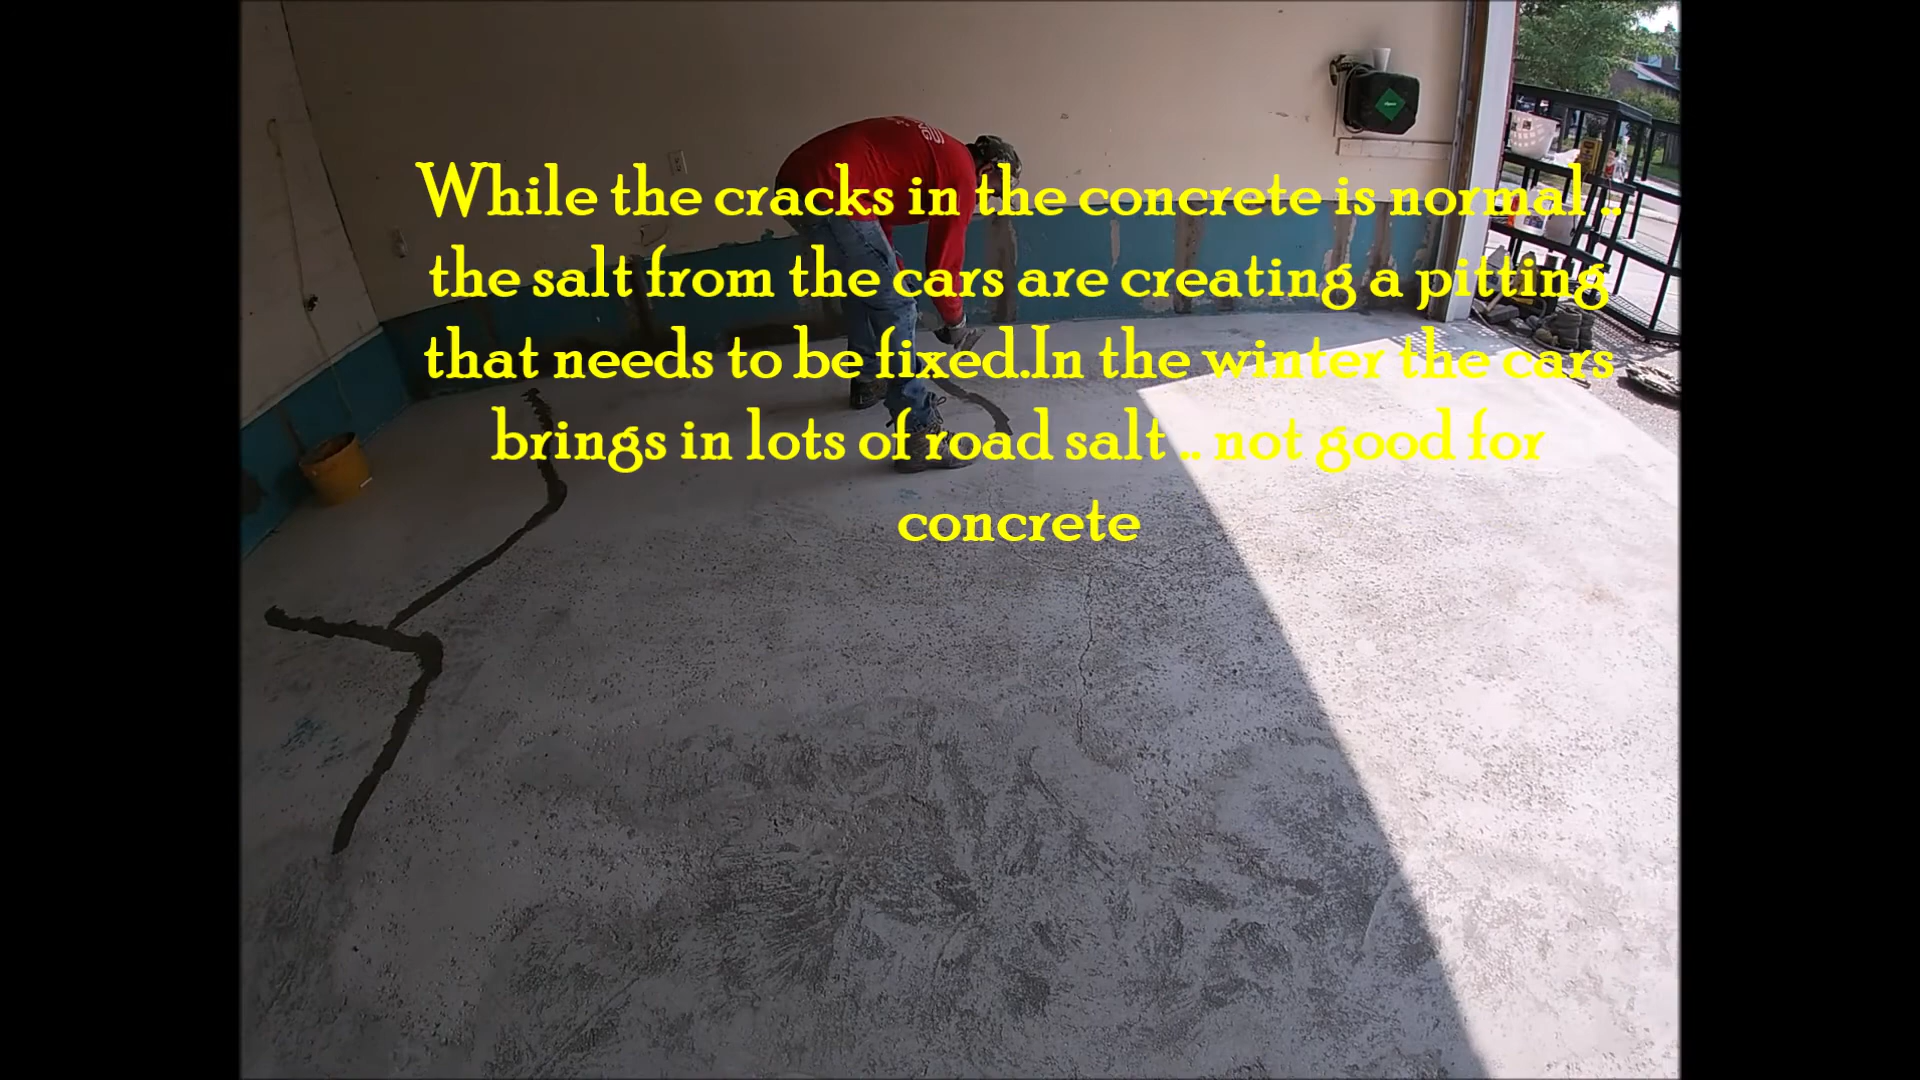 While the cracks in the concrete is normal ..
the salt from the cars are creating a pitting
that needs to be fixed.In the winter the cars
brings in lots of road salt .. not good for
concrete